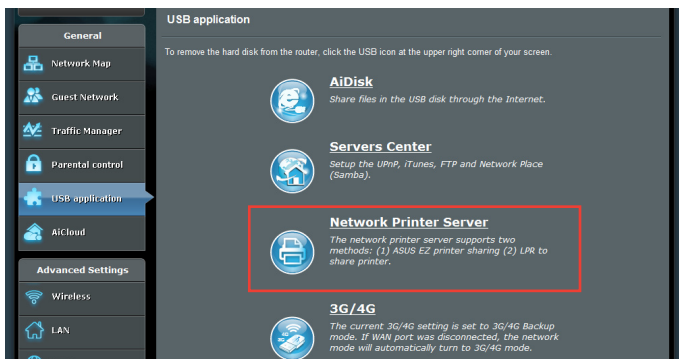 USB application
General
To remove the hard disk from the router, click the USB icon at the upper right corner of your screen.
Network Map
Guest Network
Traffic Manager
Parental control
USB application
AiCloud
Advanced Settings
Wireless
LAN
AiDisk
Share files in the USB disk through the Internet.
Servers Center
Setup the UPnP, iTunes, FTP and Network Place
(Samba).
Network Printer Server
The network printer server supports two
methods: (1) ASUS EZ printer sharing (2) LPR to
share printer.
3G/4G
The current 3G/4G setting is set to 3G/4G Backup
mode. If WAN port was disconnected, the network
mode will automatically turn to 3G/4G mode.